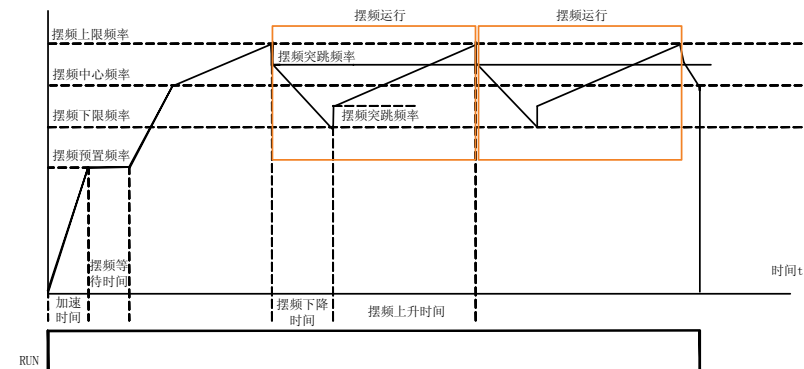 摆频运行
摆频运行
摆频上限频率
摆频突跳频率
摆频中心频率
摆频下限频率
摆频突跳频率
摆频预置频率
摆频等
待时间
时间t
加速
时间
摆频下降
时间
摆频上升时间
RUN